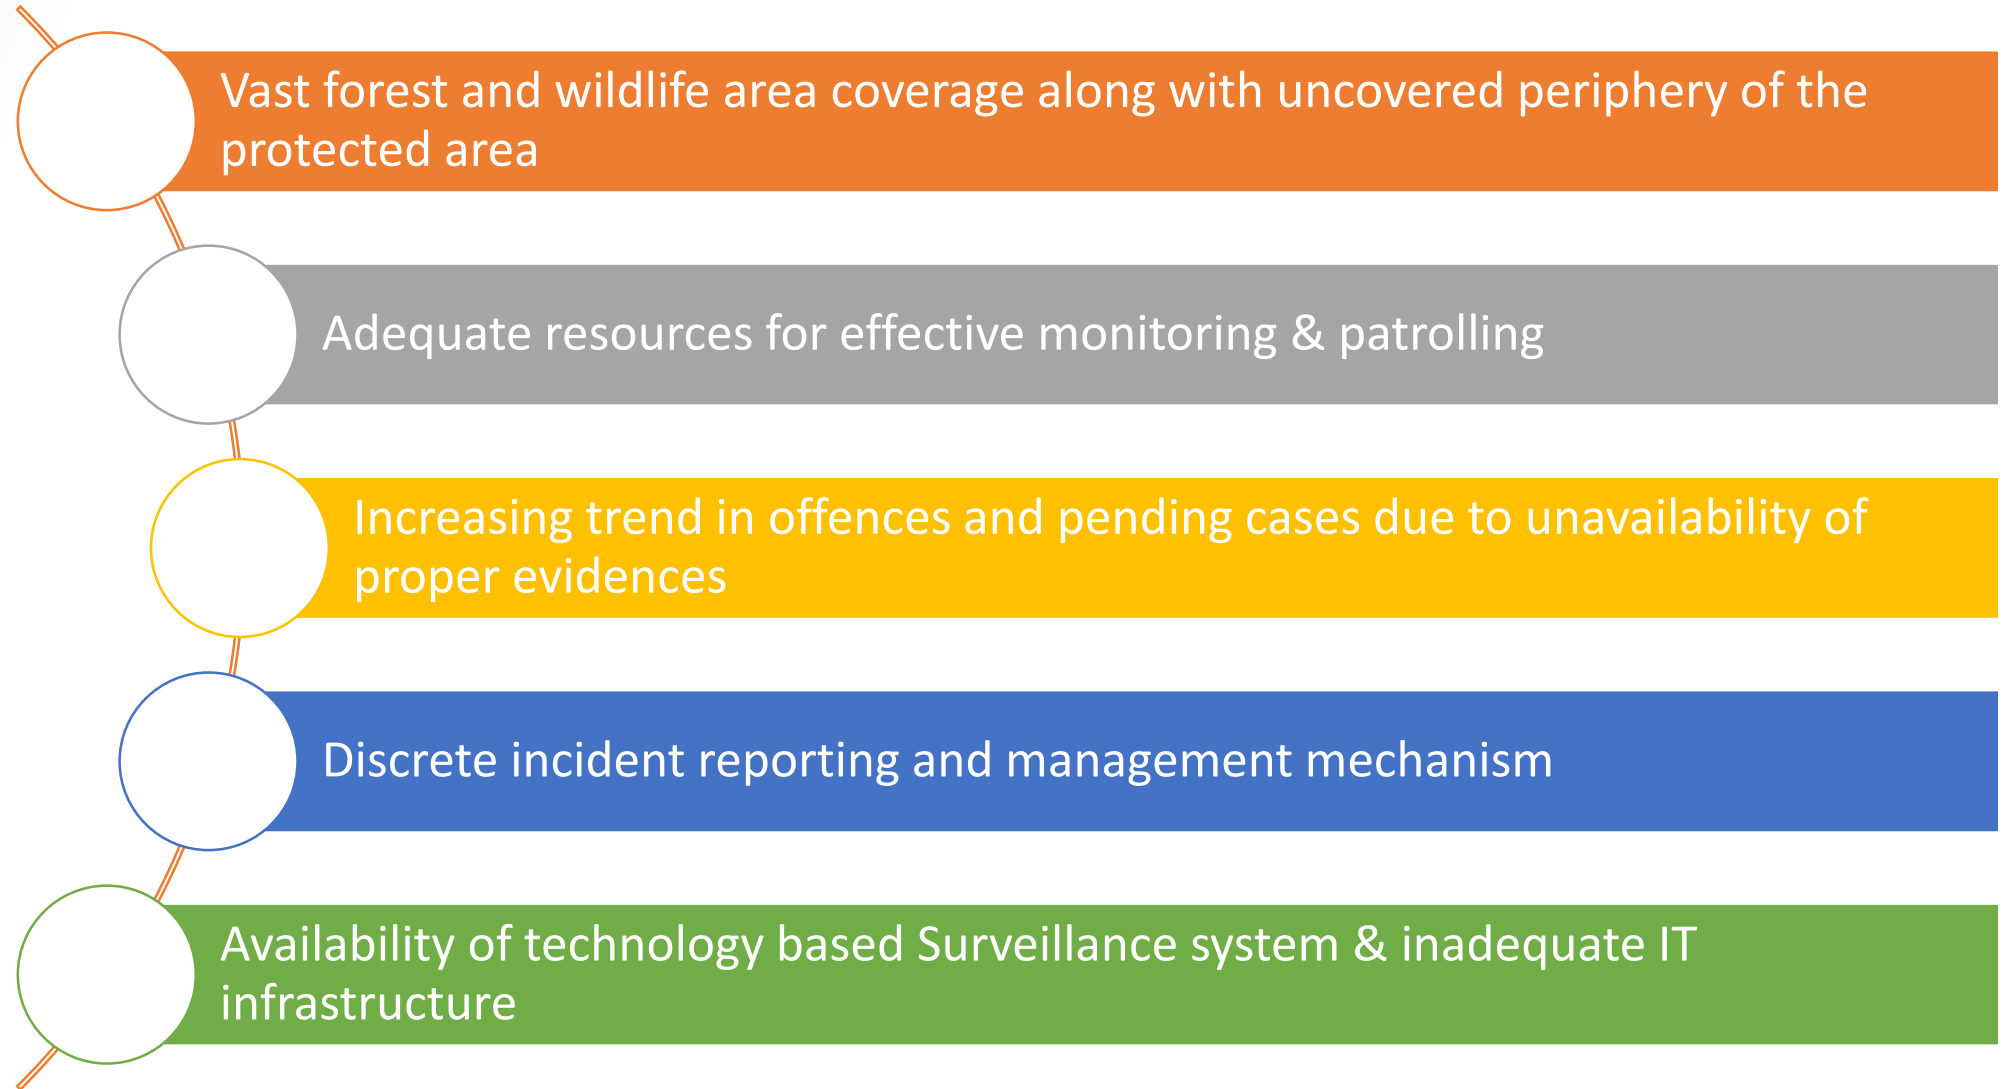 Vast forest and wildlife area coverage along with uncovered periphery of the
protected area
Adequate resources for effective monitoring & patrolling
Increasing trend in offences and pending cases due to unavailability of
proper evidences
Discrete incident reporting and management mechanism
Availability of technology based Surveillance system & inadequate IT
infrastructure